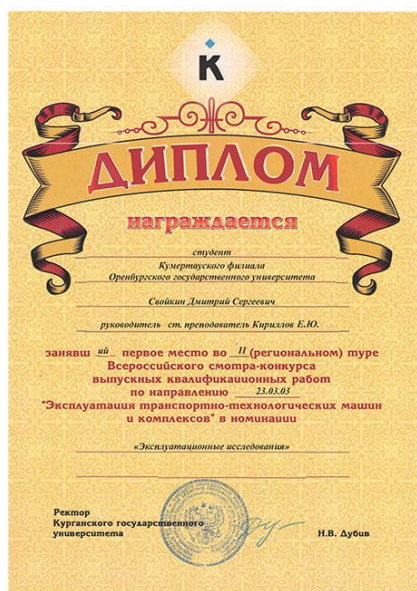 К
ДИПЛОМ
награждается
студент
Кумертауского филиала
Оренбургского государственного университета
Свойкин Дмитрий Сергеевич
руководитель ст. преподаватель Кириллов Е.Ю.
занявш ий первое место во II (региональном) туре
Всероссийского смотра-конкурса
выпускных квалификационных работ
по направлению 23.03.03
"Эксплуатация транспортно-технологических машин
и комплексов" в номинации
«Эксплуатационные исследования»
Ректор
Курганского государственного
университета
Н.В. Дубив